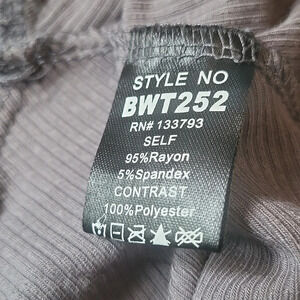 STYLE NO
BWT252
RN# 133793
SELF
95%Rayon
5%Spandex
CONTRAST
100%Polyester